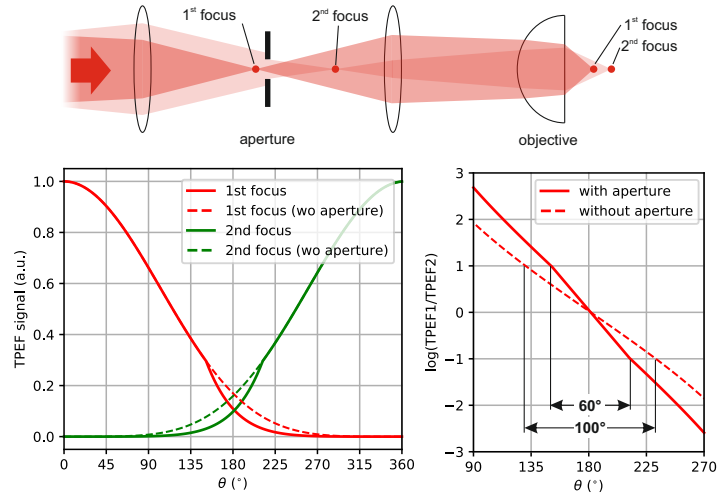 1st focus
2nd focus
1st focus
2nd focus
aperture
objective
1st focus
1st focus (wo aperture)
2nd focus
2nd focus (wo aperture)
TPEF signal (a.u.)
1.0
0.8
0.6
0.4
0.2
0.0
0
45
90
135
180
225
270
315
360
θ (°)
with aperture
without aperture
log(TPEF1/TPEF2)
3
2
1
0
−1
−2
−3
60°
100°
90
135
180
225
270
θ (°)